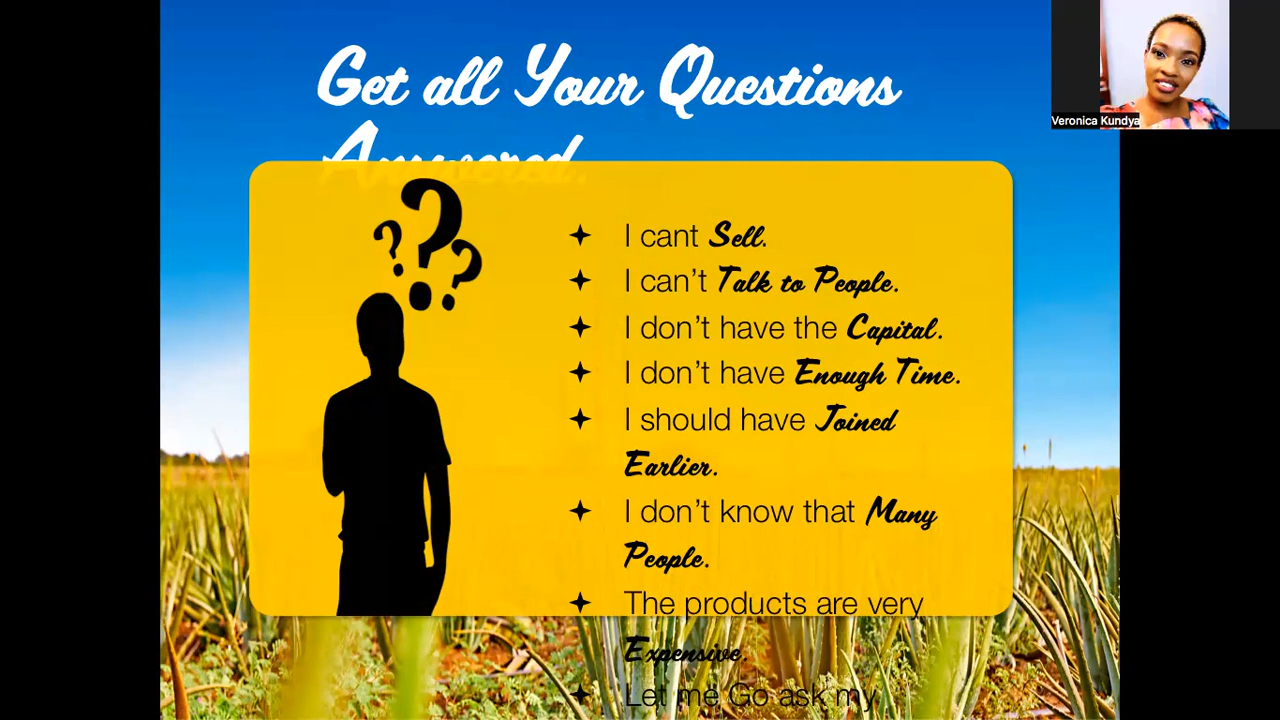 Get all Your Questions
Answered.
Veronica Kundya
?
?
?
I cant Sell.
I can’t Talk to People.
I don’t have the Capital.
I don’t have Enough Time.
I should have Joined
Earlier.
I don’t know that Many
People.
The products are very
Expensive.
Let me Go ask my